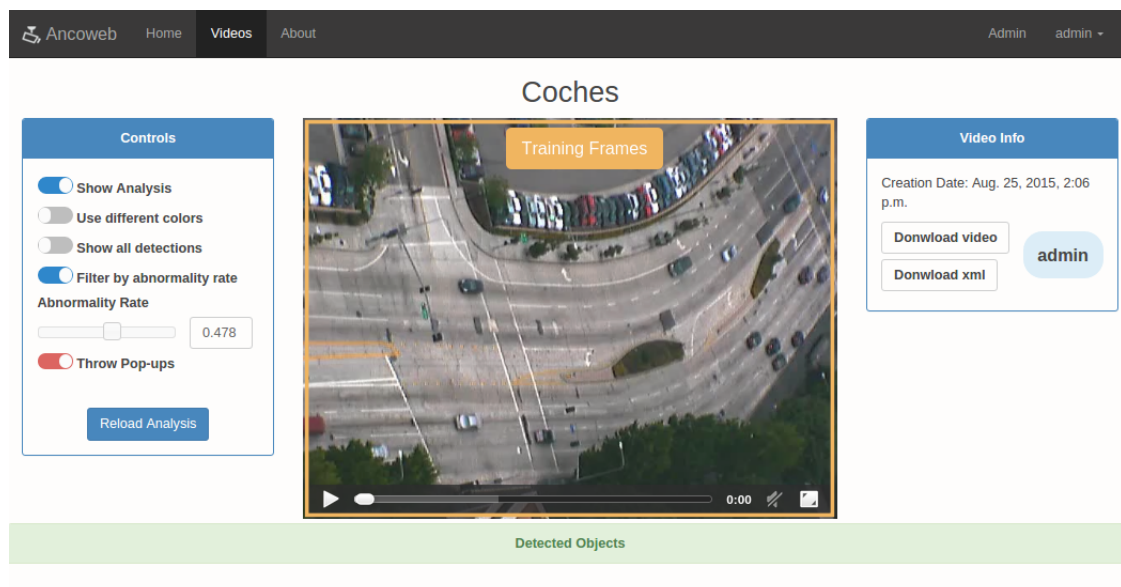 Ancoweb Home Videos About Admin admin
Coches
Controls
Show Analysis
Use different colors
Show all detections
Filter by abnormality rate
Abnormality Rate
0.478
Throw Pop-ups
Reload Analysis
Training Frames
0:00
Video Info
Creation Date: Aug. 25, 2015, 2:06
p.m.
Donwload video
admin
Donwload xml
Detected Objects